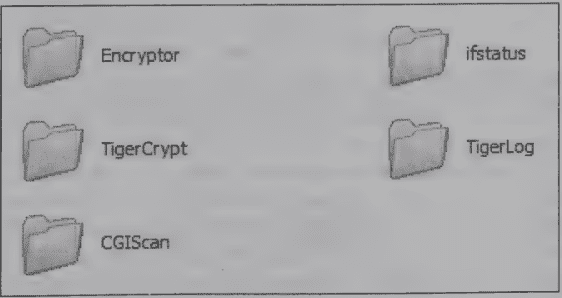 Encryptor
ifstatus
TigerCrypt
TigerLog
CGIScan